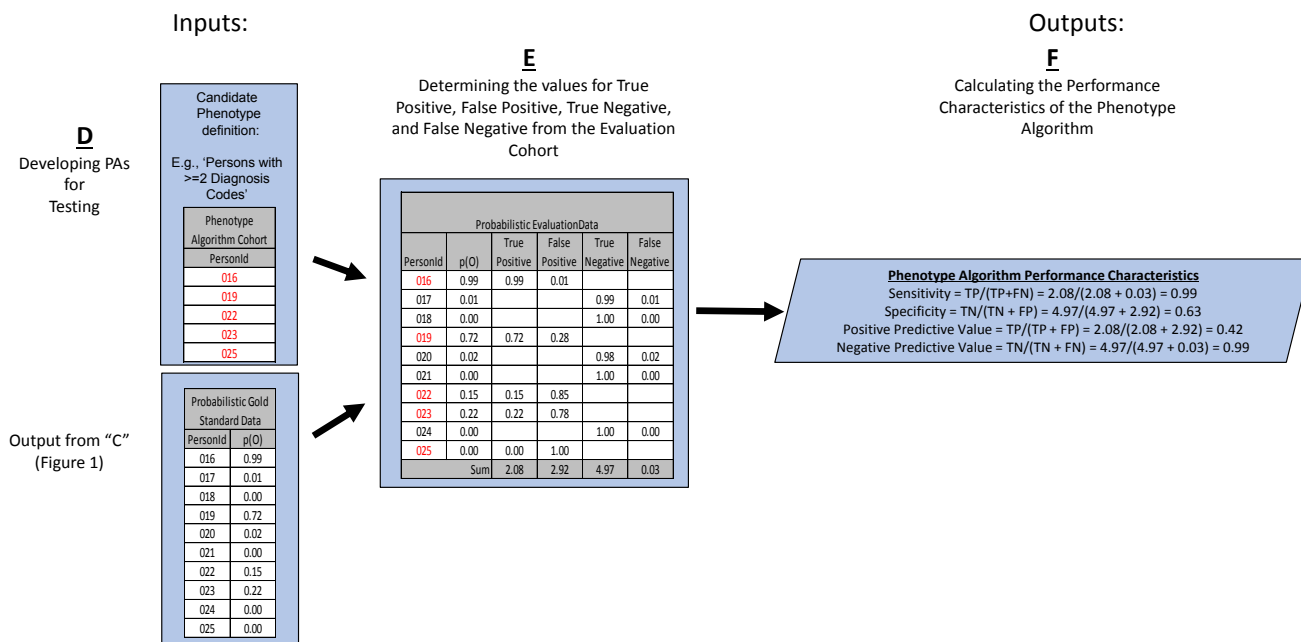 Inputs:
Outputs:
D
Developing PAs
for
Testing
Candidate
Phenotype
definition:
E.g., ‘Persons with
>=2 Diagnosis
Codes’
Phenotype
Algorithm Cohort
PersonId
016
019
022
023
025
Output from “C”
(Figure 1)
Probabilistic Gold
Standard Data
PersonId p(O)
016 0.99
017 0.01
018 0.00
019 0.72
020 0.02
021 0.00
022 0.15
023 0.22
024 0.00
025 0.00
E
Determining the values for True
Positive, False Positive, True Negative,
and False Negative from the Evaluation
Cohort
Probabilistic EvaluationData
True False True False
PersonId p(O) Positive Positive Negative Negative
016 0.99 0.99 0.01
017 0.01 0.99 0.01
018 0.00 1.00 0.00
019 0.72 0.72 0.28
020 0.02 0.98 0.02
021 0.00 1.00 0.00
022 0.15 0.15 0.85
023 0.22 0.22 0.78
024 0.00 1.00 0.00
025 0.00 0.00 1.00
Sum 2.08 2.92 4.97 0.03
F
Calculating the Performance
Characteristics of the Phenotype
Algorithm
Phenotype Algorithm Performance Characteristics
Sensitivity = TP/(TP+FN) = 2.08/(2.08 + 0.03) = 0.99
Specificity = TN/(TN + FP) = 4.97/(4.97 + 2.92) = 0.63
Positive Predictive Value = TP/(TP + FP) = 2.08/(2.08 + 2.92) = 0.42
Negative Predictive Value = TN/(TN + FN) = 4.97/(4.97 + 0.03) = 0.99